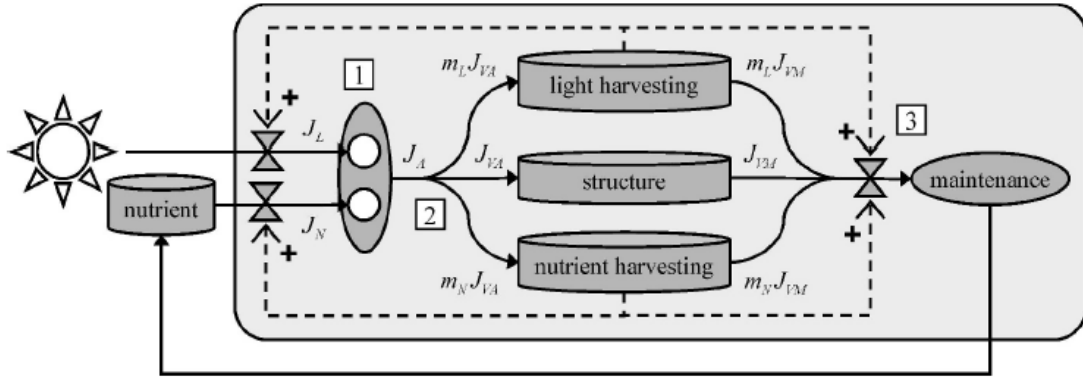 1
m_L J_VA
light harvesting
m_L J_VM
+
+
3
J_L
J_A
J_VA
structure
J_VM
maintenance
nutrient
J_N
2
+
+
m_N J_VA
nutrient harvesting
m_N J_VM